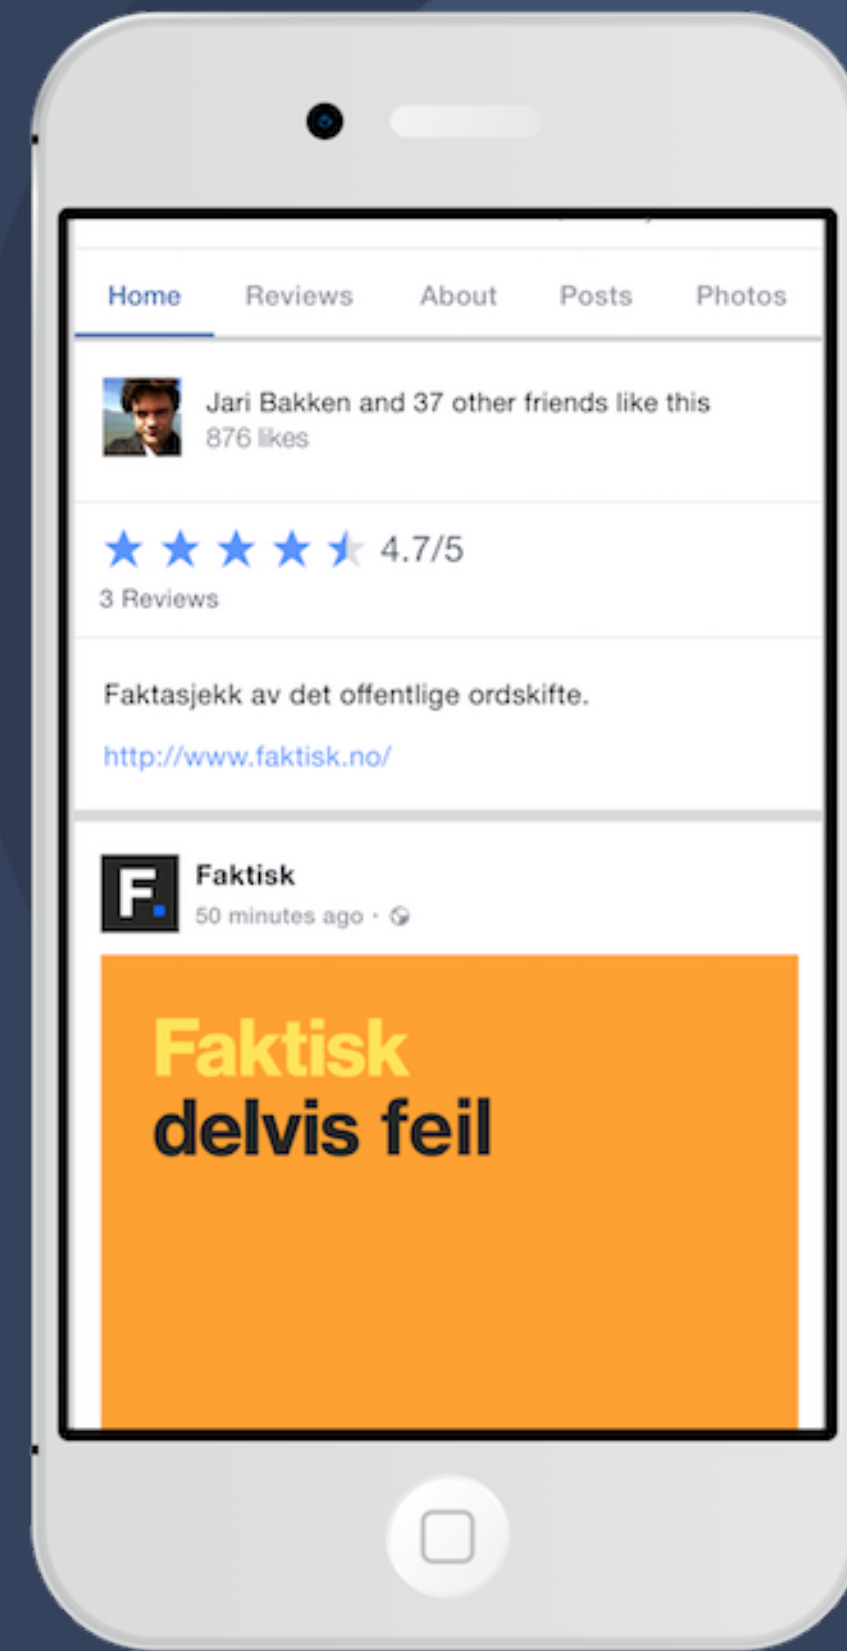 Home Reviews About Posts Photos
Jari Bakken and 37 other friends like this
876 likes
4.7/5
3 Reviews
Faktasjekk av det offentlige ordskifte.
http://www.faktisk.no/
F.
Faktisk
50 minutes ago ·
Faktisk
delvis feil